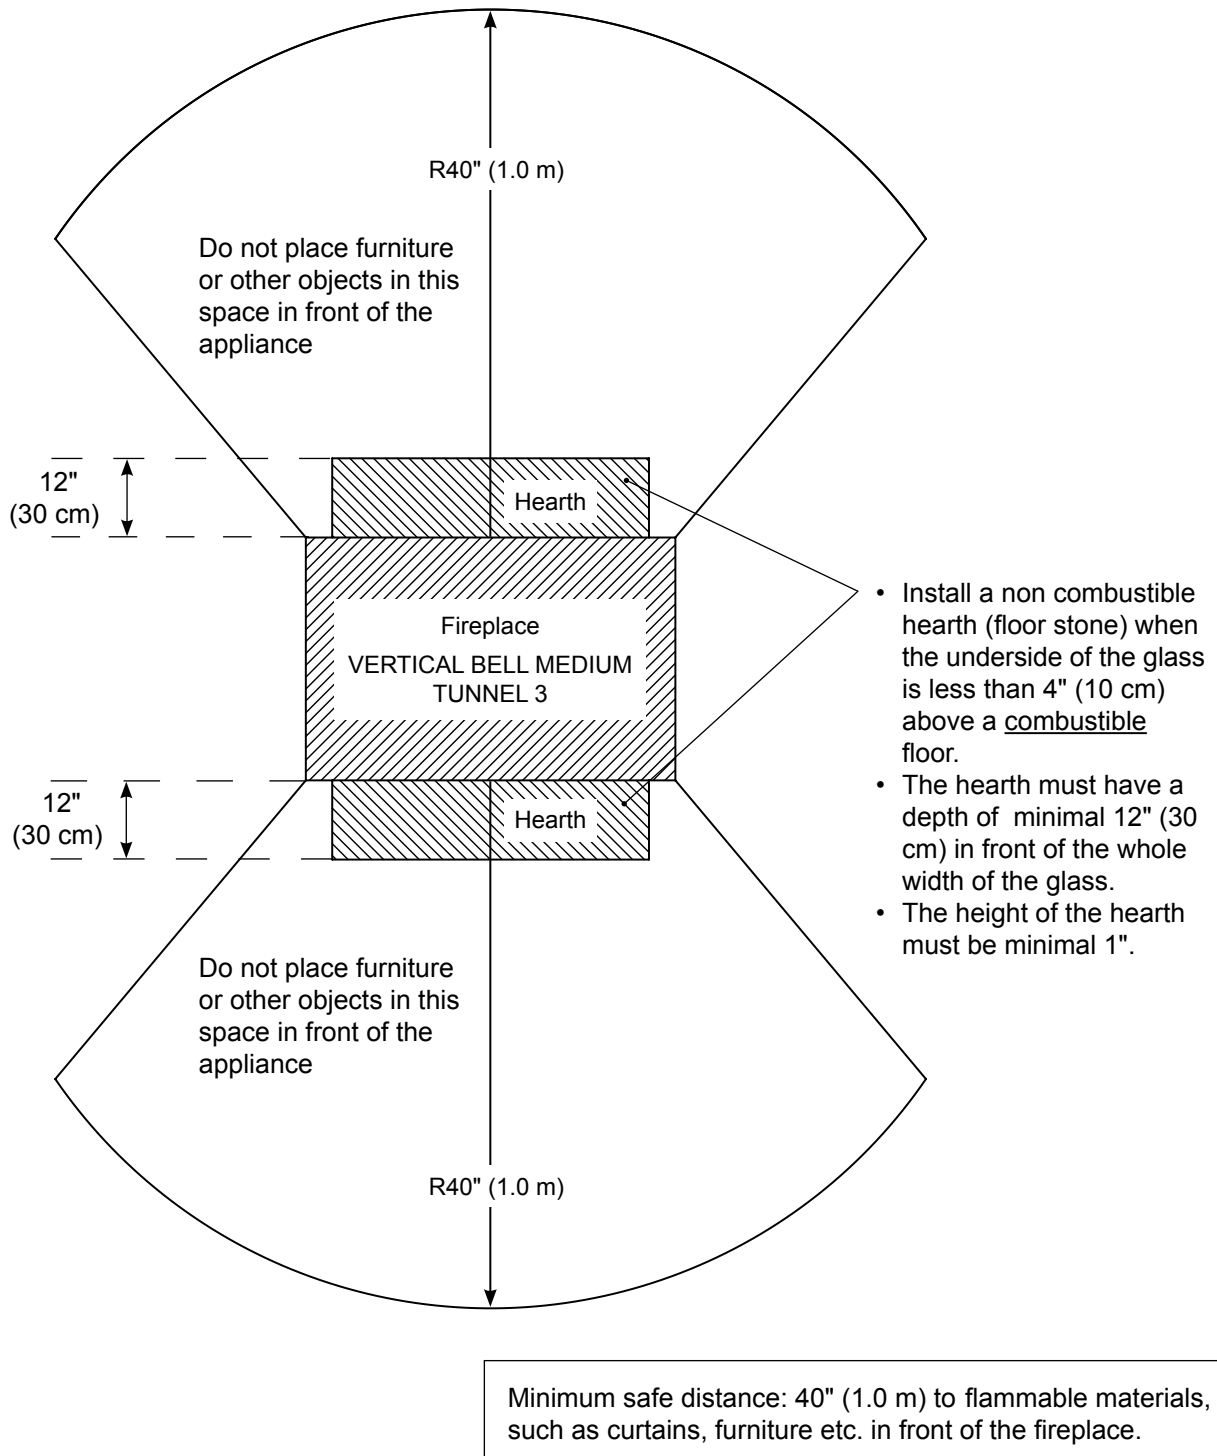 R40" (1.0 m)
Do not place furniture
or other objects in this
space in front of the
appliance
12"
(30 cm)
Hearth
Fireplace
VERTICAL BELL MEDIUM
TUNNEL 3
• Install a non combustible
hearth (floor stone) when
the underside of the glass
is less than 4" (10 cm)
above a combustible
floor.
• The hearth must have a
depth of  minimal 12" (30
cm) in front of the whole
width of the glass.
• The height of the hearth
must be minimal 1".
12"
(30 cm)
Hearth
Do not place furniture
or other objects in this
space in front of the
appliance
R40" (1.0 m)
Minimum safe distance: 40" (1.0 m) to flammable materials,
such as curtains, furniture etc. in front of the fireplace.